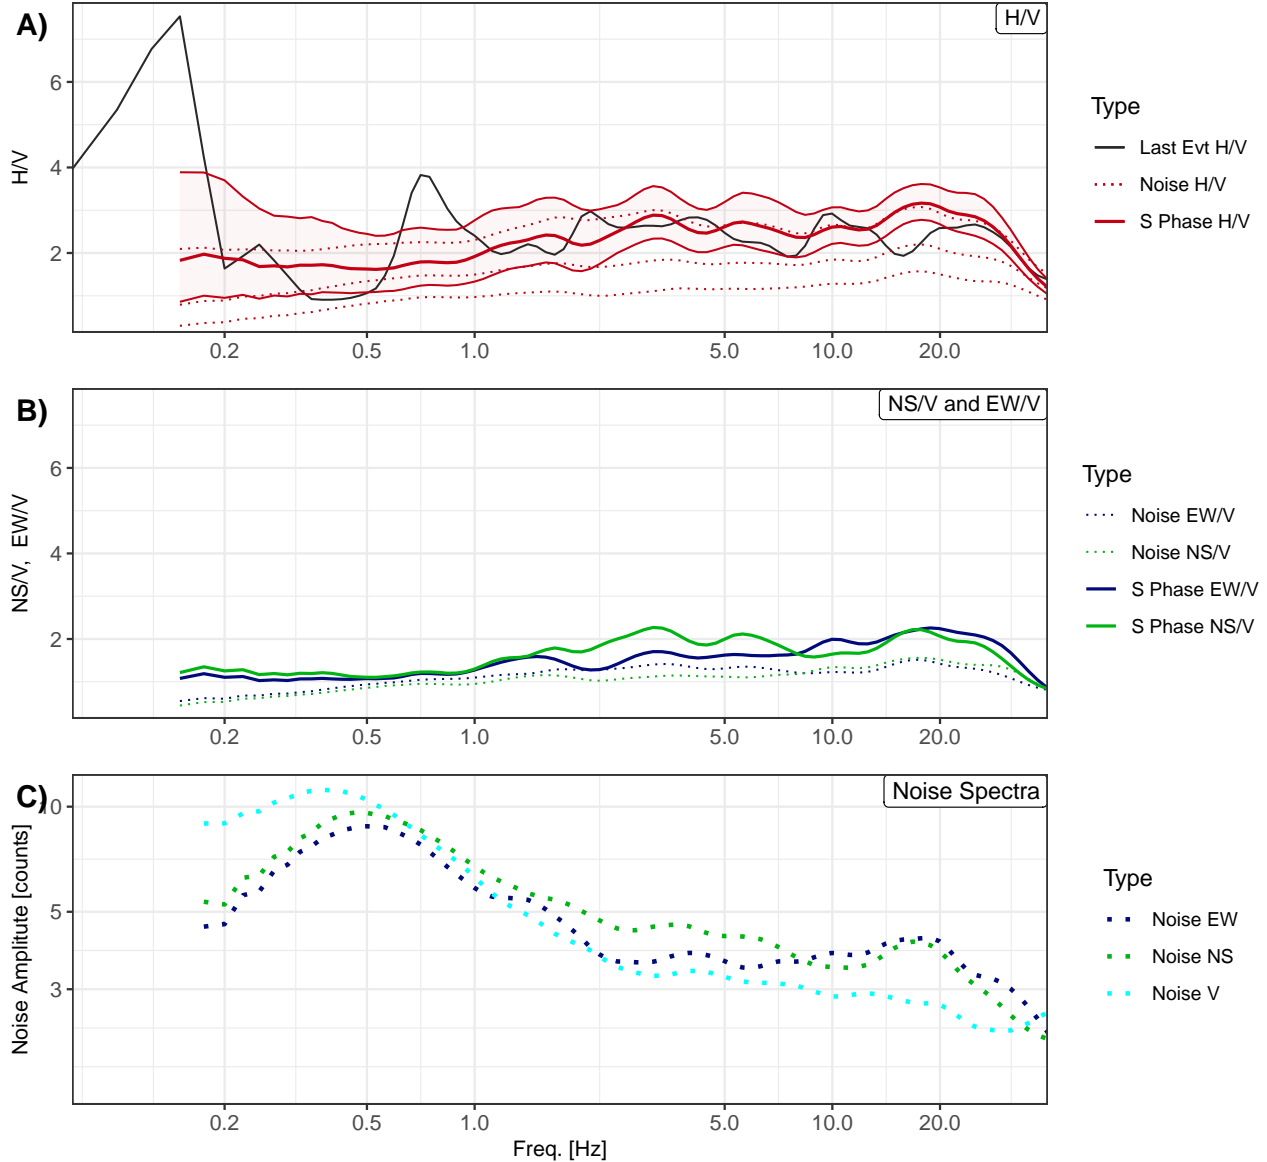 A)
H/V
H/V
6
4
2
0.2 0.5 1.0 5.0 10.0 20.0
Type
Last Evt H/V
Noise H/V
S Phase H/V
B)
NS/V and EW/V
NS/V, EW/V
6
4
2
0.2 0.5 1.0 5.0 10.0 20.0
Type
Noise EW/V
Noise NS/V
S Phase EW/V
S Phase NS/V
C)
Noise Spectra
Noise Amplitute [counts]
5
3
0.2 0.5 1.0 5.0 10.0 20.0
Freq. [Hz]
Type
Noise EW
Noise NS
Noise V